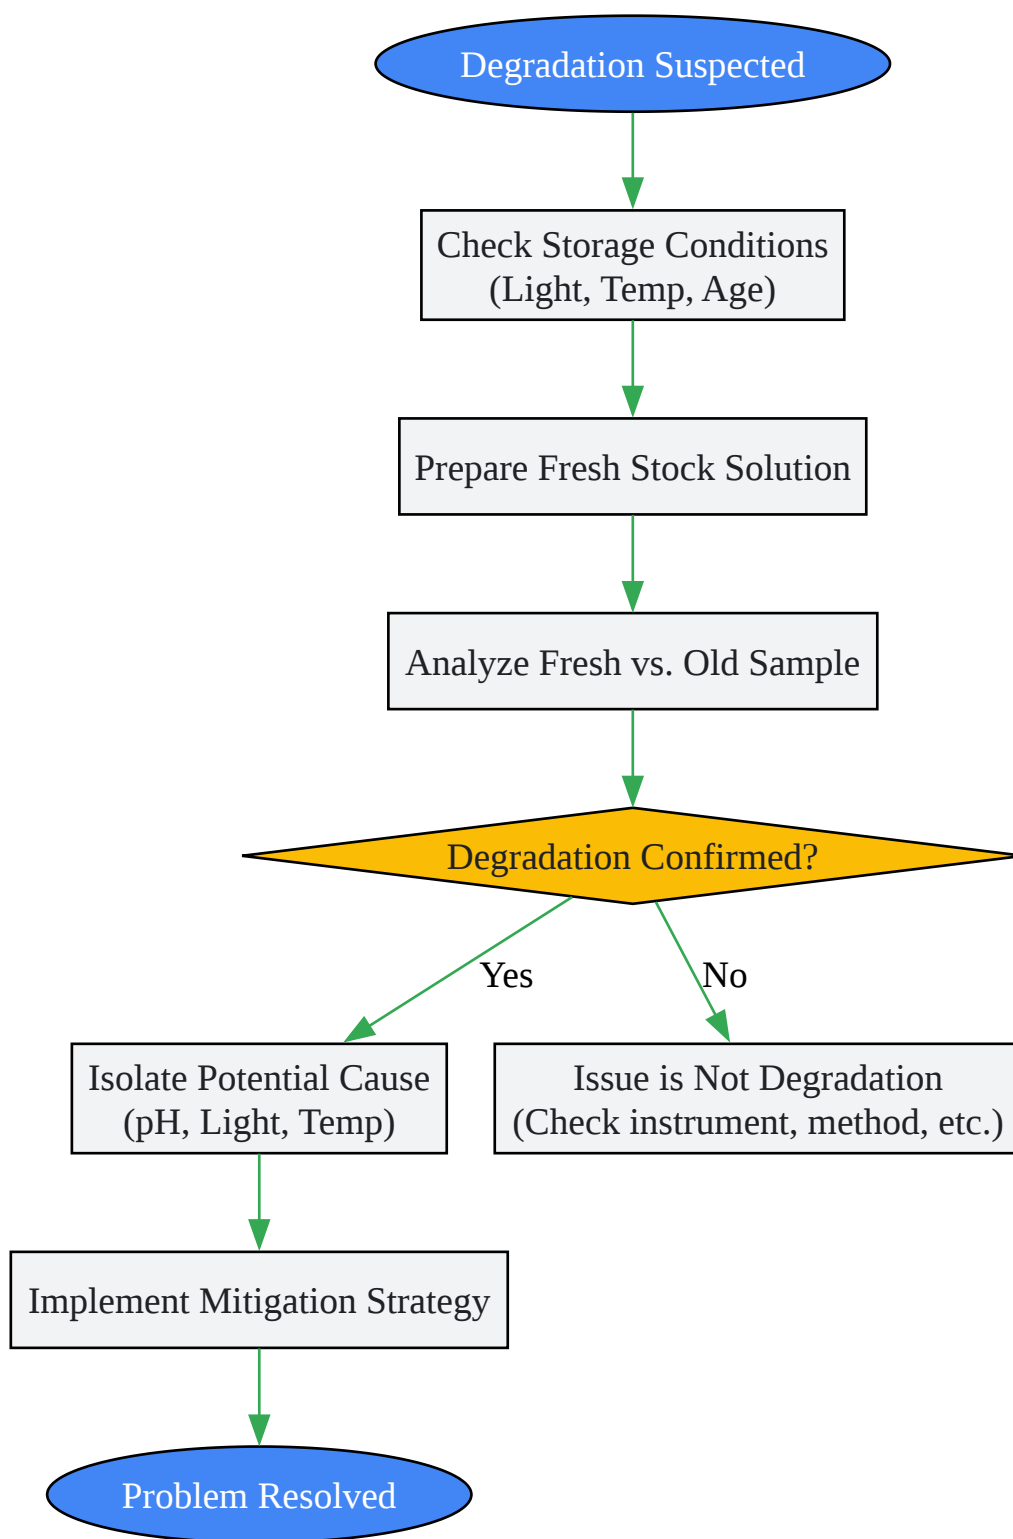 Degradation Suspected
Check Storage Conditions
(Light, Temp, Age)
Prepare Fresh Stock Solution
Analyze Fresh vs. Old Sample
Degradation Confirmed?
Yes
No
Isolate Potential Cause
(pH, Light, Temp)
Issue is Not Degradation
(Check instrument, method, etc.)
Implement Mitigation Strategy
Problem Resolved